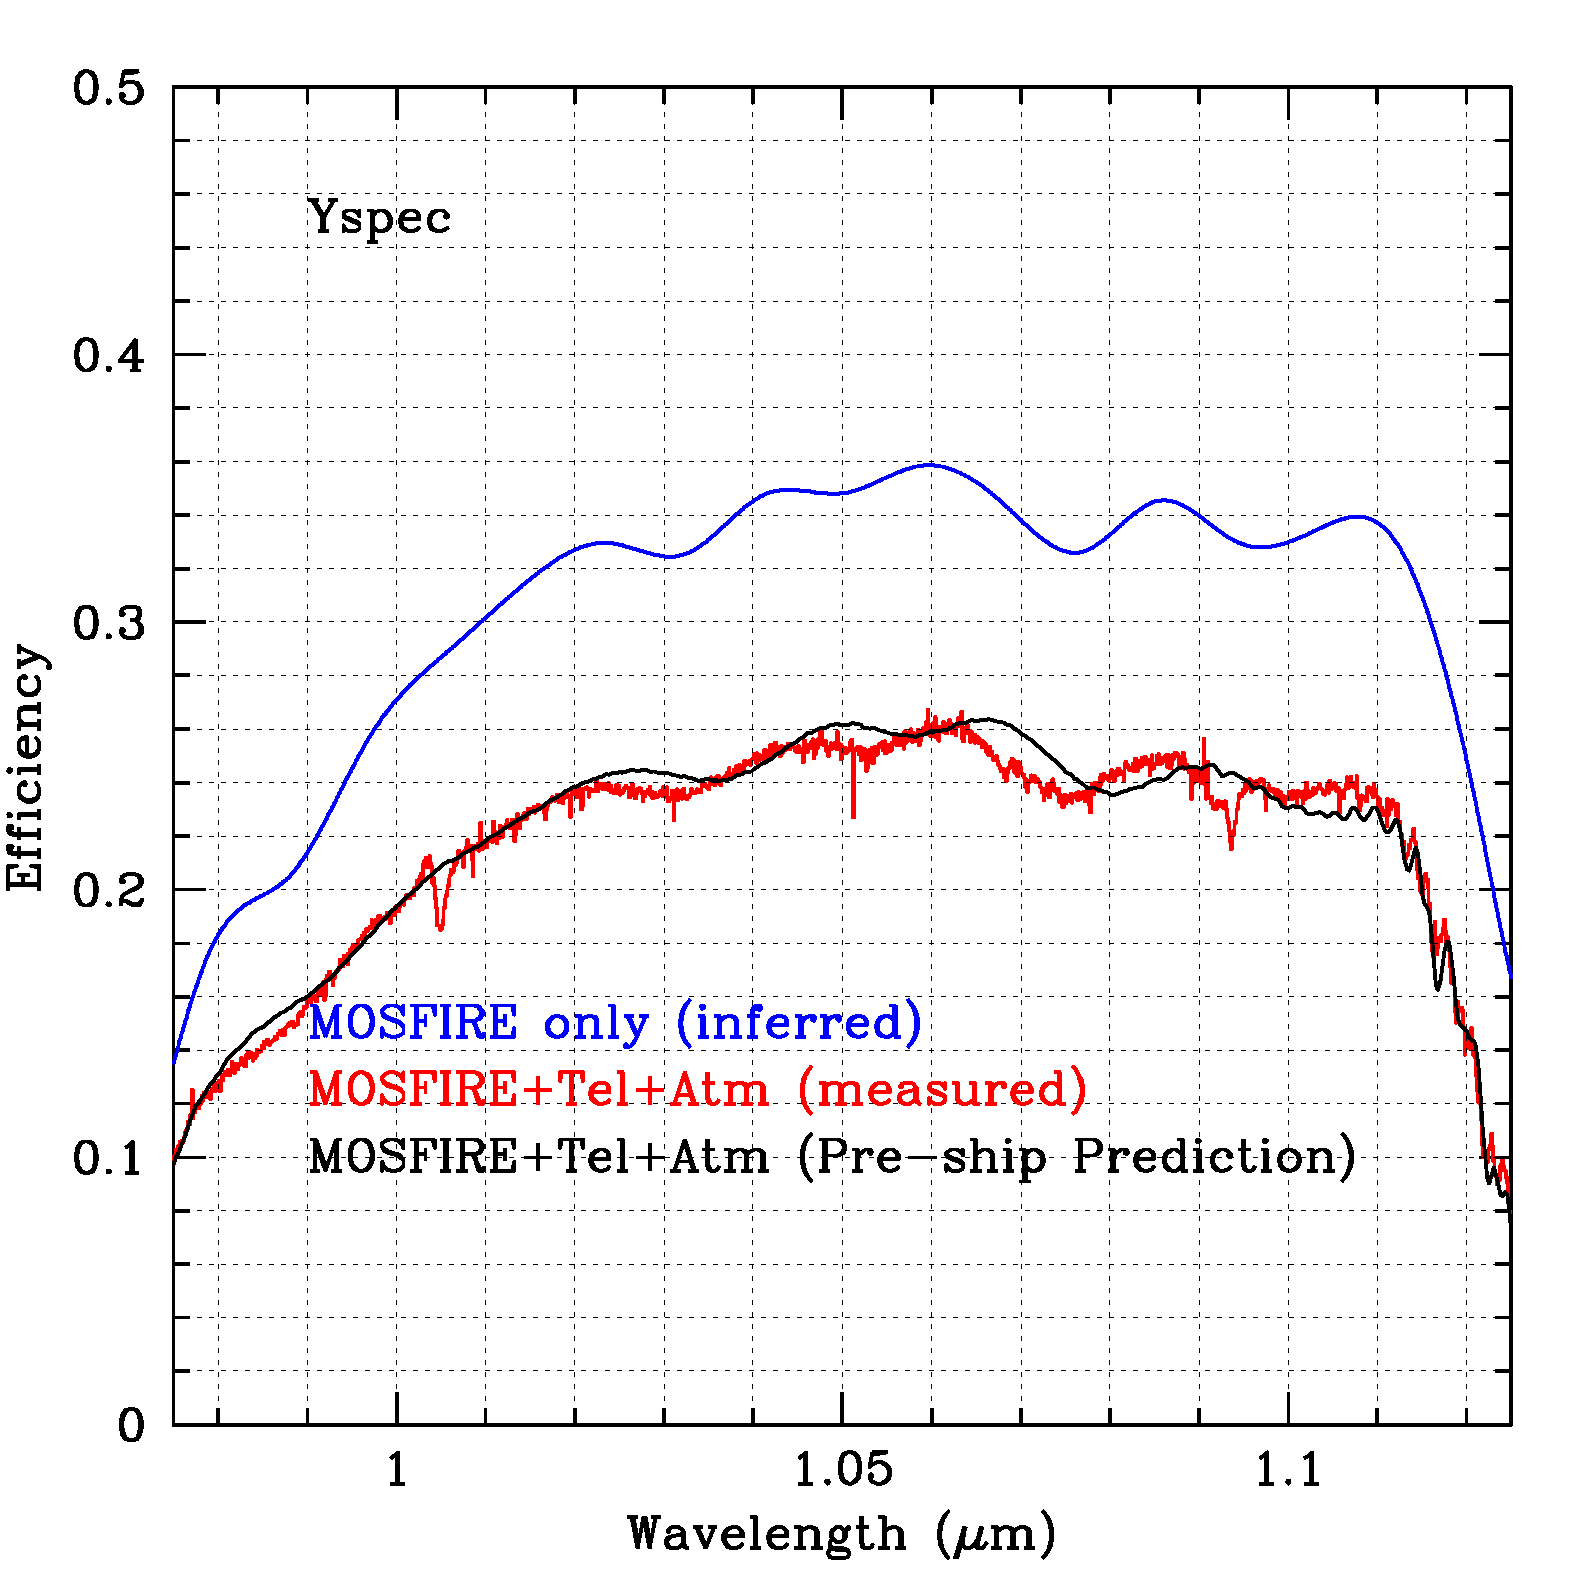 0.5
Yspec
0.4
0.3
Efficiency
0.2
MOSFIRE only (inferred)
MOSFIRE+Tel+Atm (measured)
0.1
MOSFIRE+Tel+Atm (Pre-ship Prediction)
0
1
1.05
1.1
Wavelength (μm)